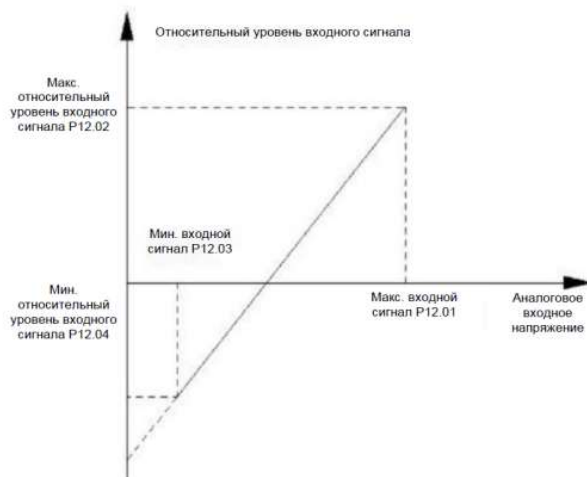 Относительный уровень входного сигнала
Макс.
относительный
уровень входного
сигнала P12.02
Мин. входной
сигнал P12.03
Мин.
относительный
уровень входного
сигнала P12.04
Макс. входной
сигнал P12.01
Аналоговое
входное
напряжение